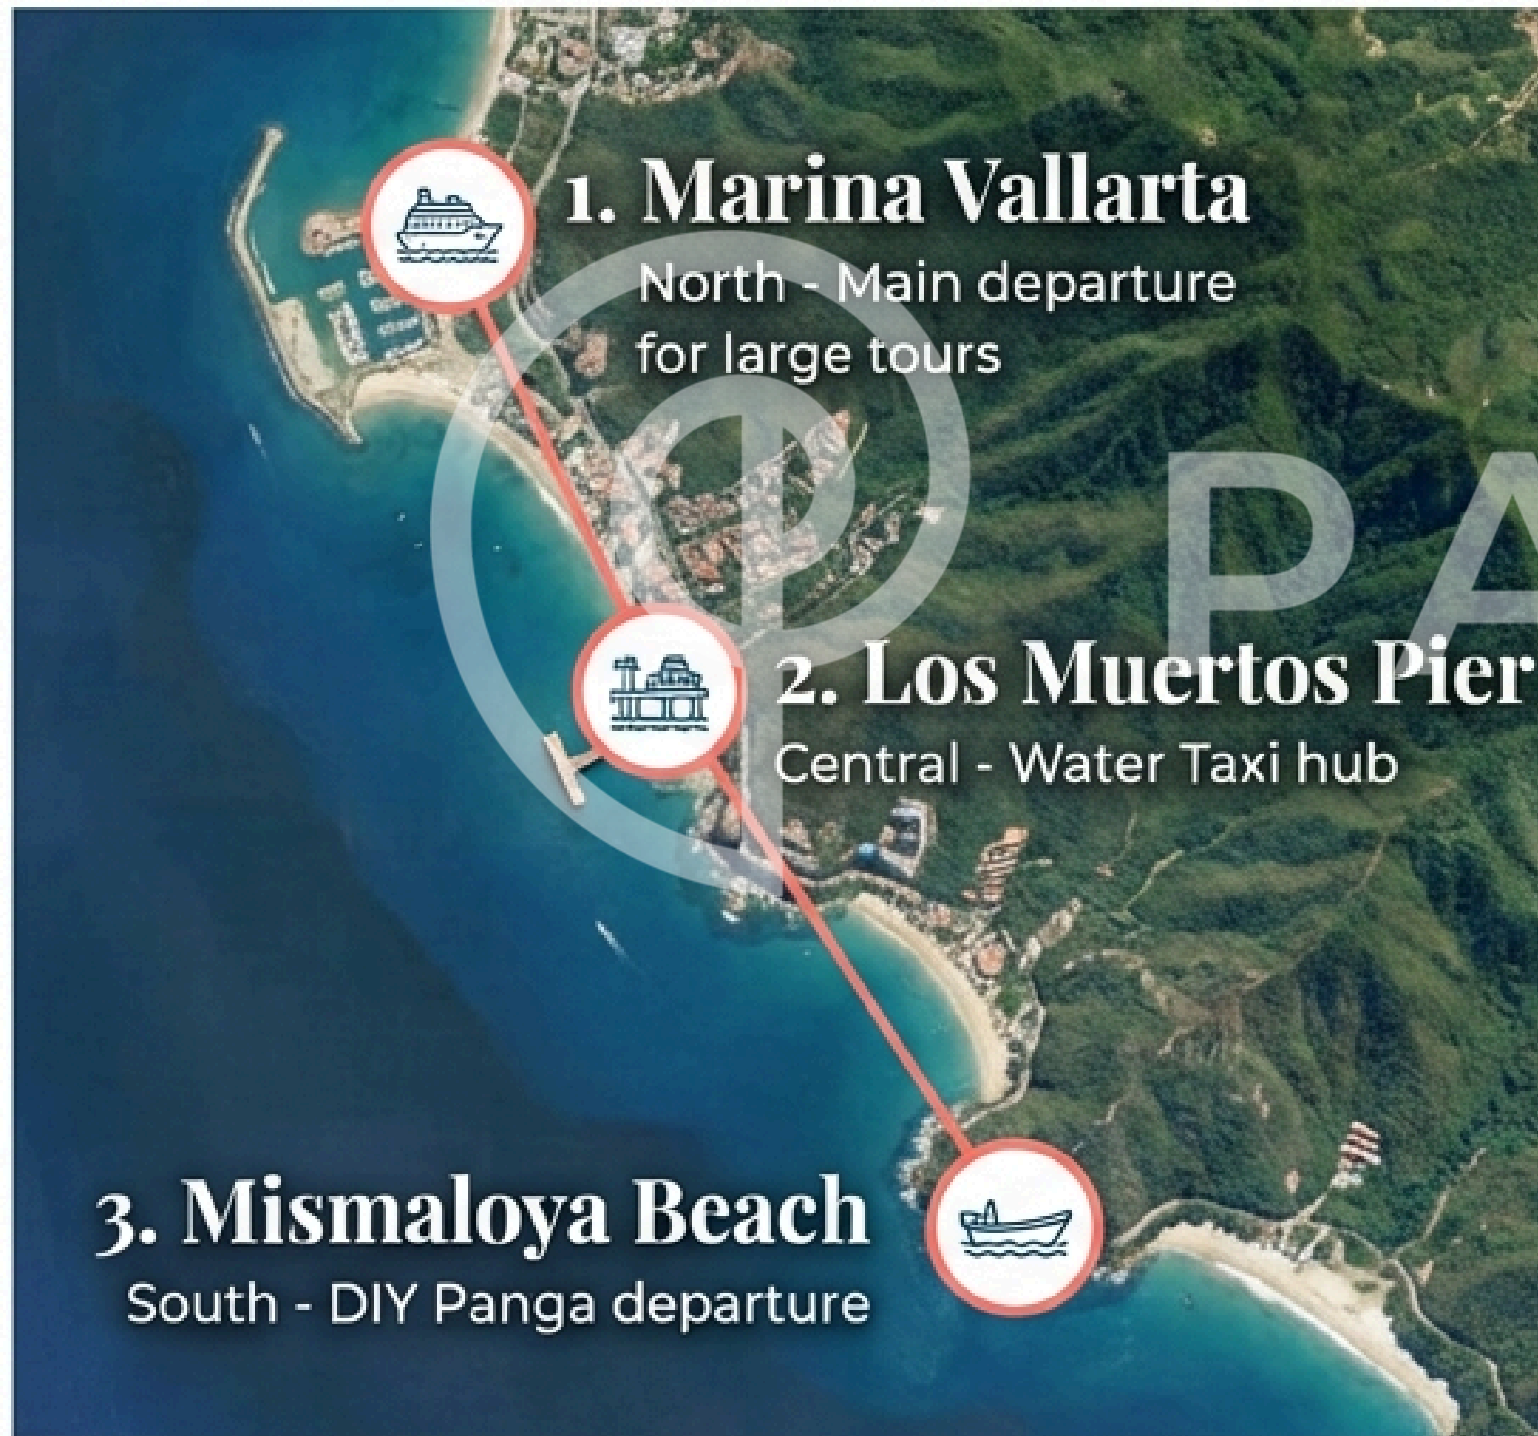 1. Marina Vallarta
North - Main departure
for large tours
PA
2. Los Muertos Pier
Central - Water Taxi hub
3. Mismaloya Beach
South - DIY Panga departure